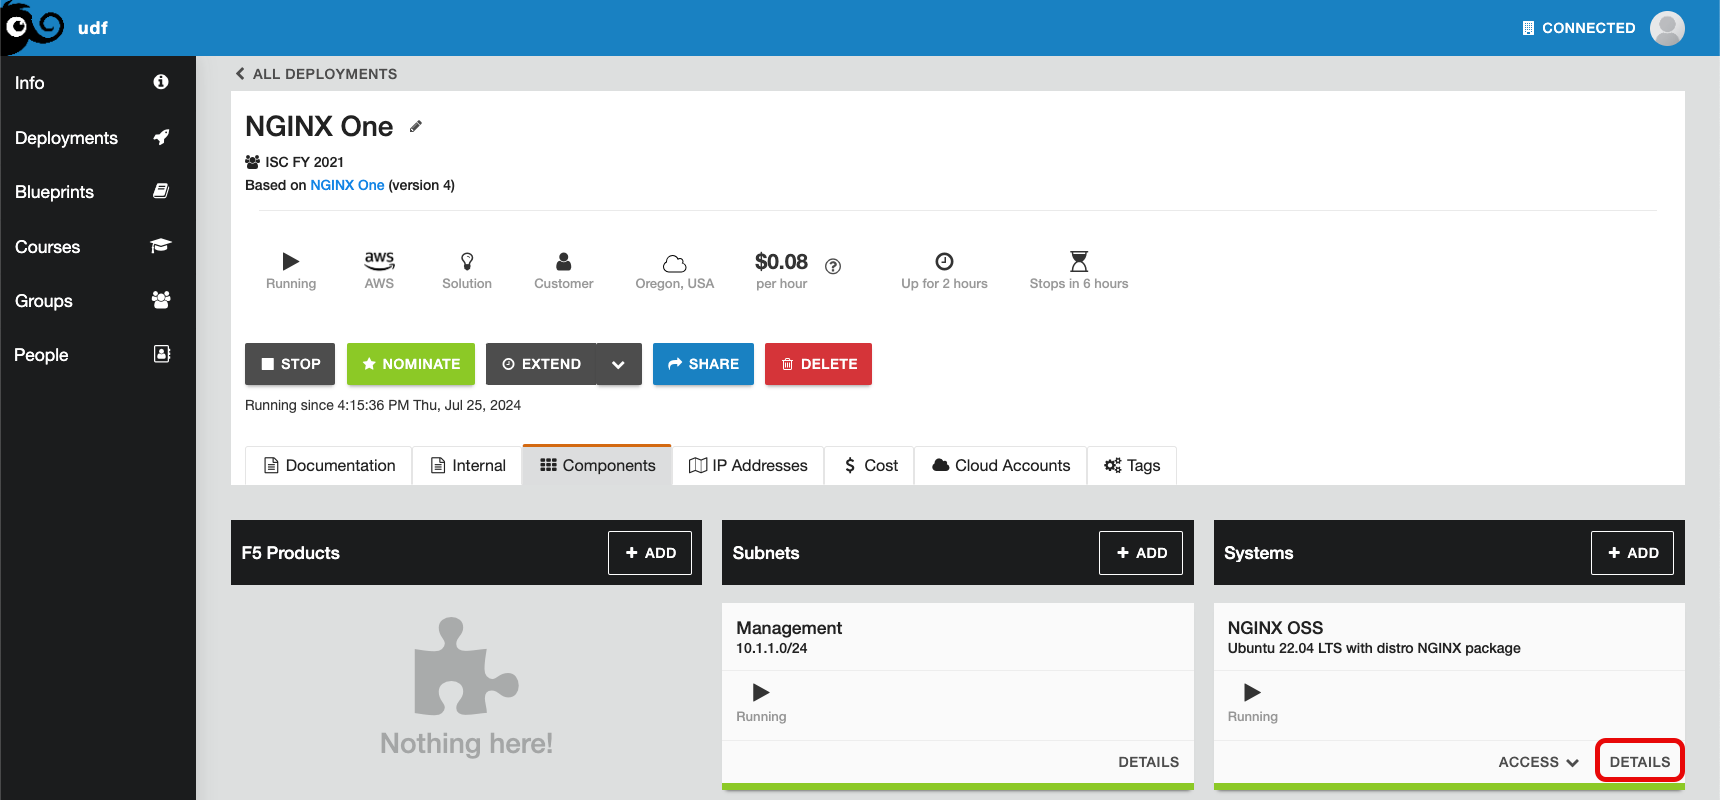 udf
CONNECTED
Info
Deployments
Blueprints
Courses
Groups
People
ALL DEPLOYMENTS
NGINX One
ISC FY 2021
Based on NGINX One (version 4)
Running
aws
AWS
Solution
Customer
Oregon, USA
$0.08
per hour
?
Up for 2 hours
Stops in 6 hours
STOP
NOMINATE
EXTEND
SHARE
DELETE
Running since 4:15:36 PM Thu, Jul 25, 2024
Documentation
Internal
Components
IP Addresses
$ Cost
Cloud Accounts
Tags
F5 Products
+ ADD
Nothing here!
Subnets
+ ADD
Management
10.1.1.0/24
Running
DETAILS
Systems
+ ADD
NGINX OSS
Ubuntu 22.04 LTS with distro NGINX package
Running
ACCESS
DETAILS